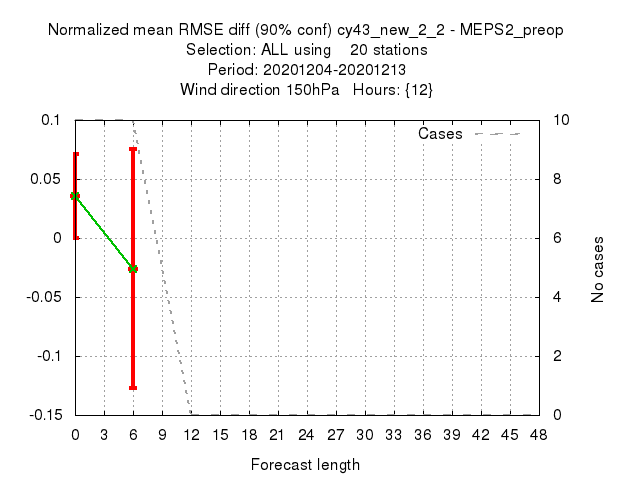 Normalized mean RMSE diff (90% conf) cy43_new_2_2 - MEPS2_preop
Selection: ALL using    20 stations
Period: 20201204-20201213
Wind direction 150hPa   Hours: {12}
0.1
0.05
0
-0.05
-0.1
-0.15
Cases
10
8
6
4
2
0
No cases
0 3 6 9 12 15 18 21 24 27 30 33 36 39 42 45 48
Forecast length